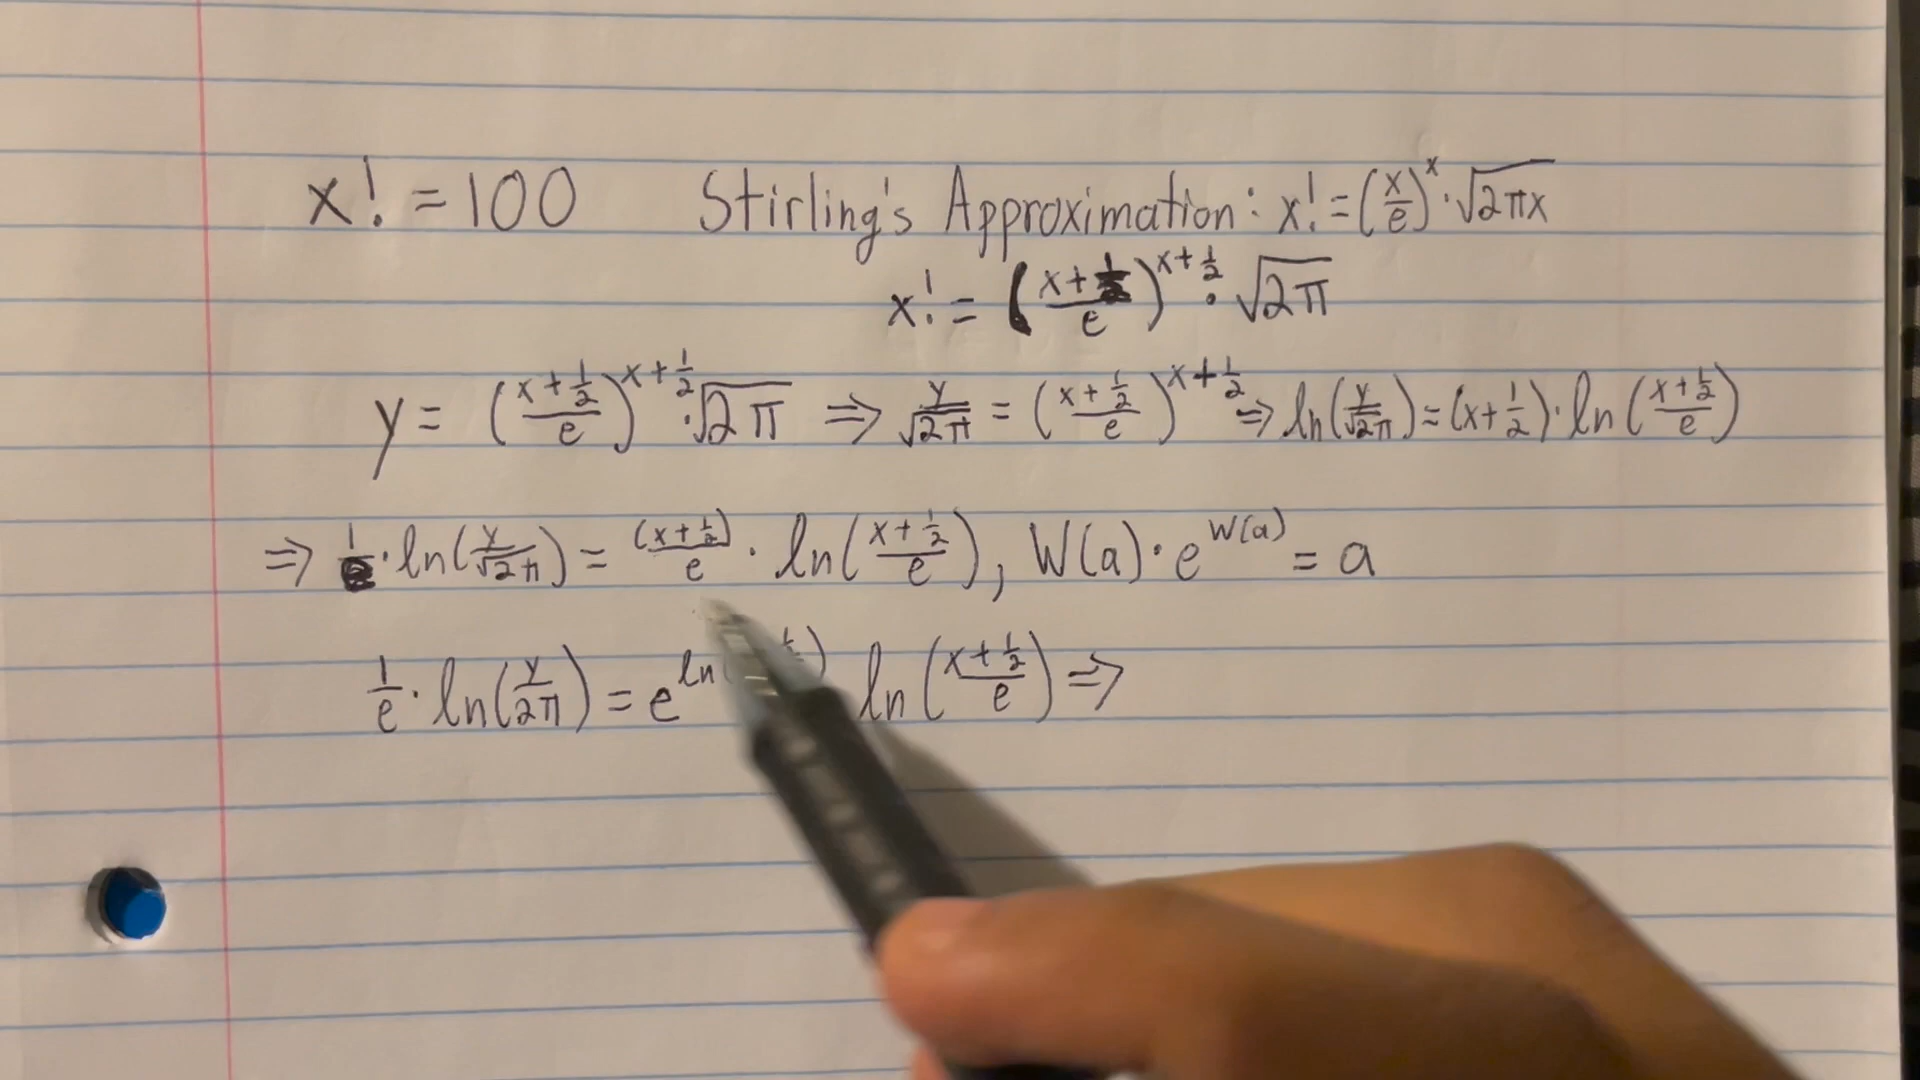 x! = 100 Stirling's Approximation: x! = (x/e)^x · √2πx
x! = (x+1/2 / e)^x+1/2 · √2π
y = (x+1/2 / e)^x+1/2 · √2π ⇒ y/√2π = (x+1/2 / e)^x+1/2 ⇒ ln(y/√2π) = (x+1/2) · ln(x+1/2 / e)
⇒ 1/e · ln(y/√2π) = (x+1/2)/e · ln(x+1/2 / e), W(a) · e^W(a) = a
1/e · ln(y/2π) = e^ln( ) ln(x+1/2 / e) ⇒